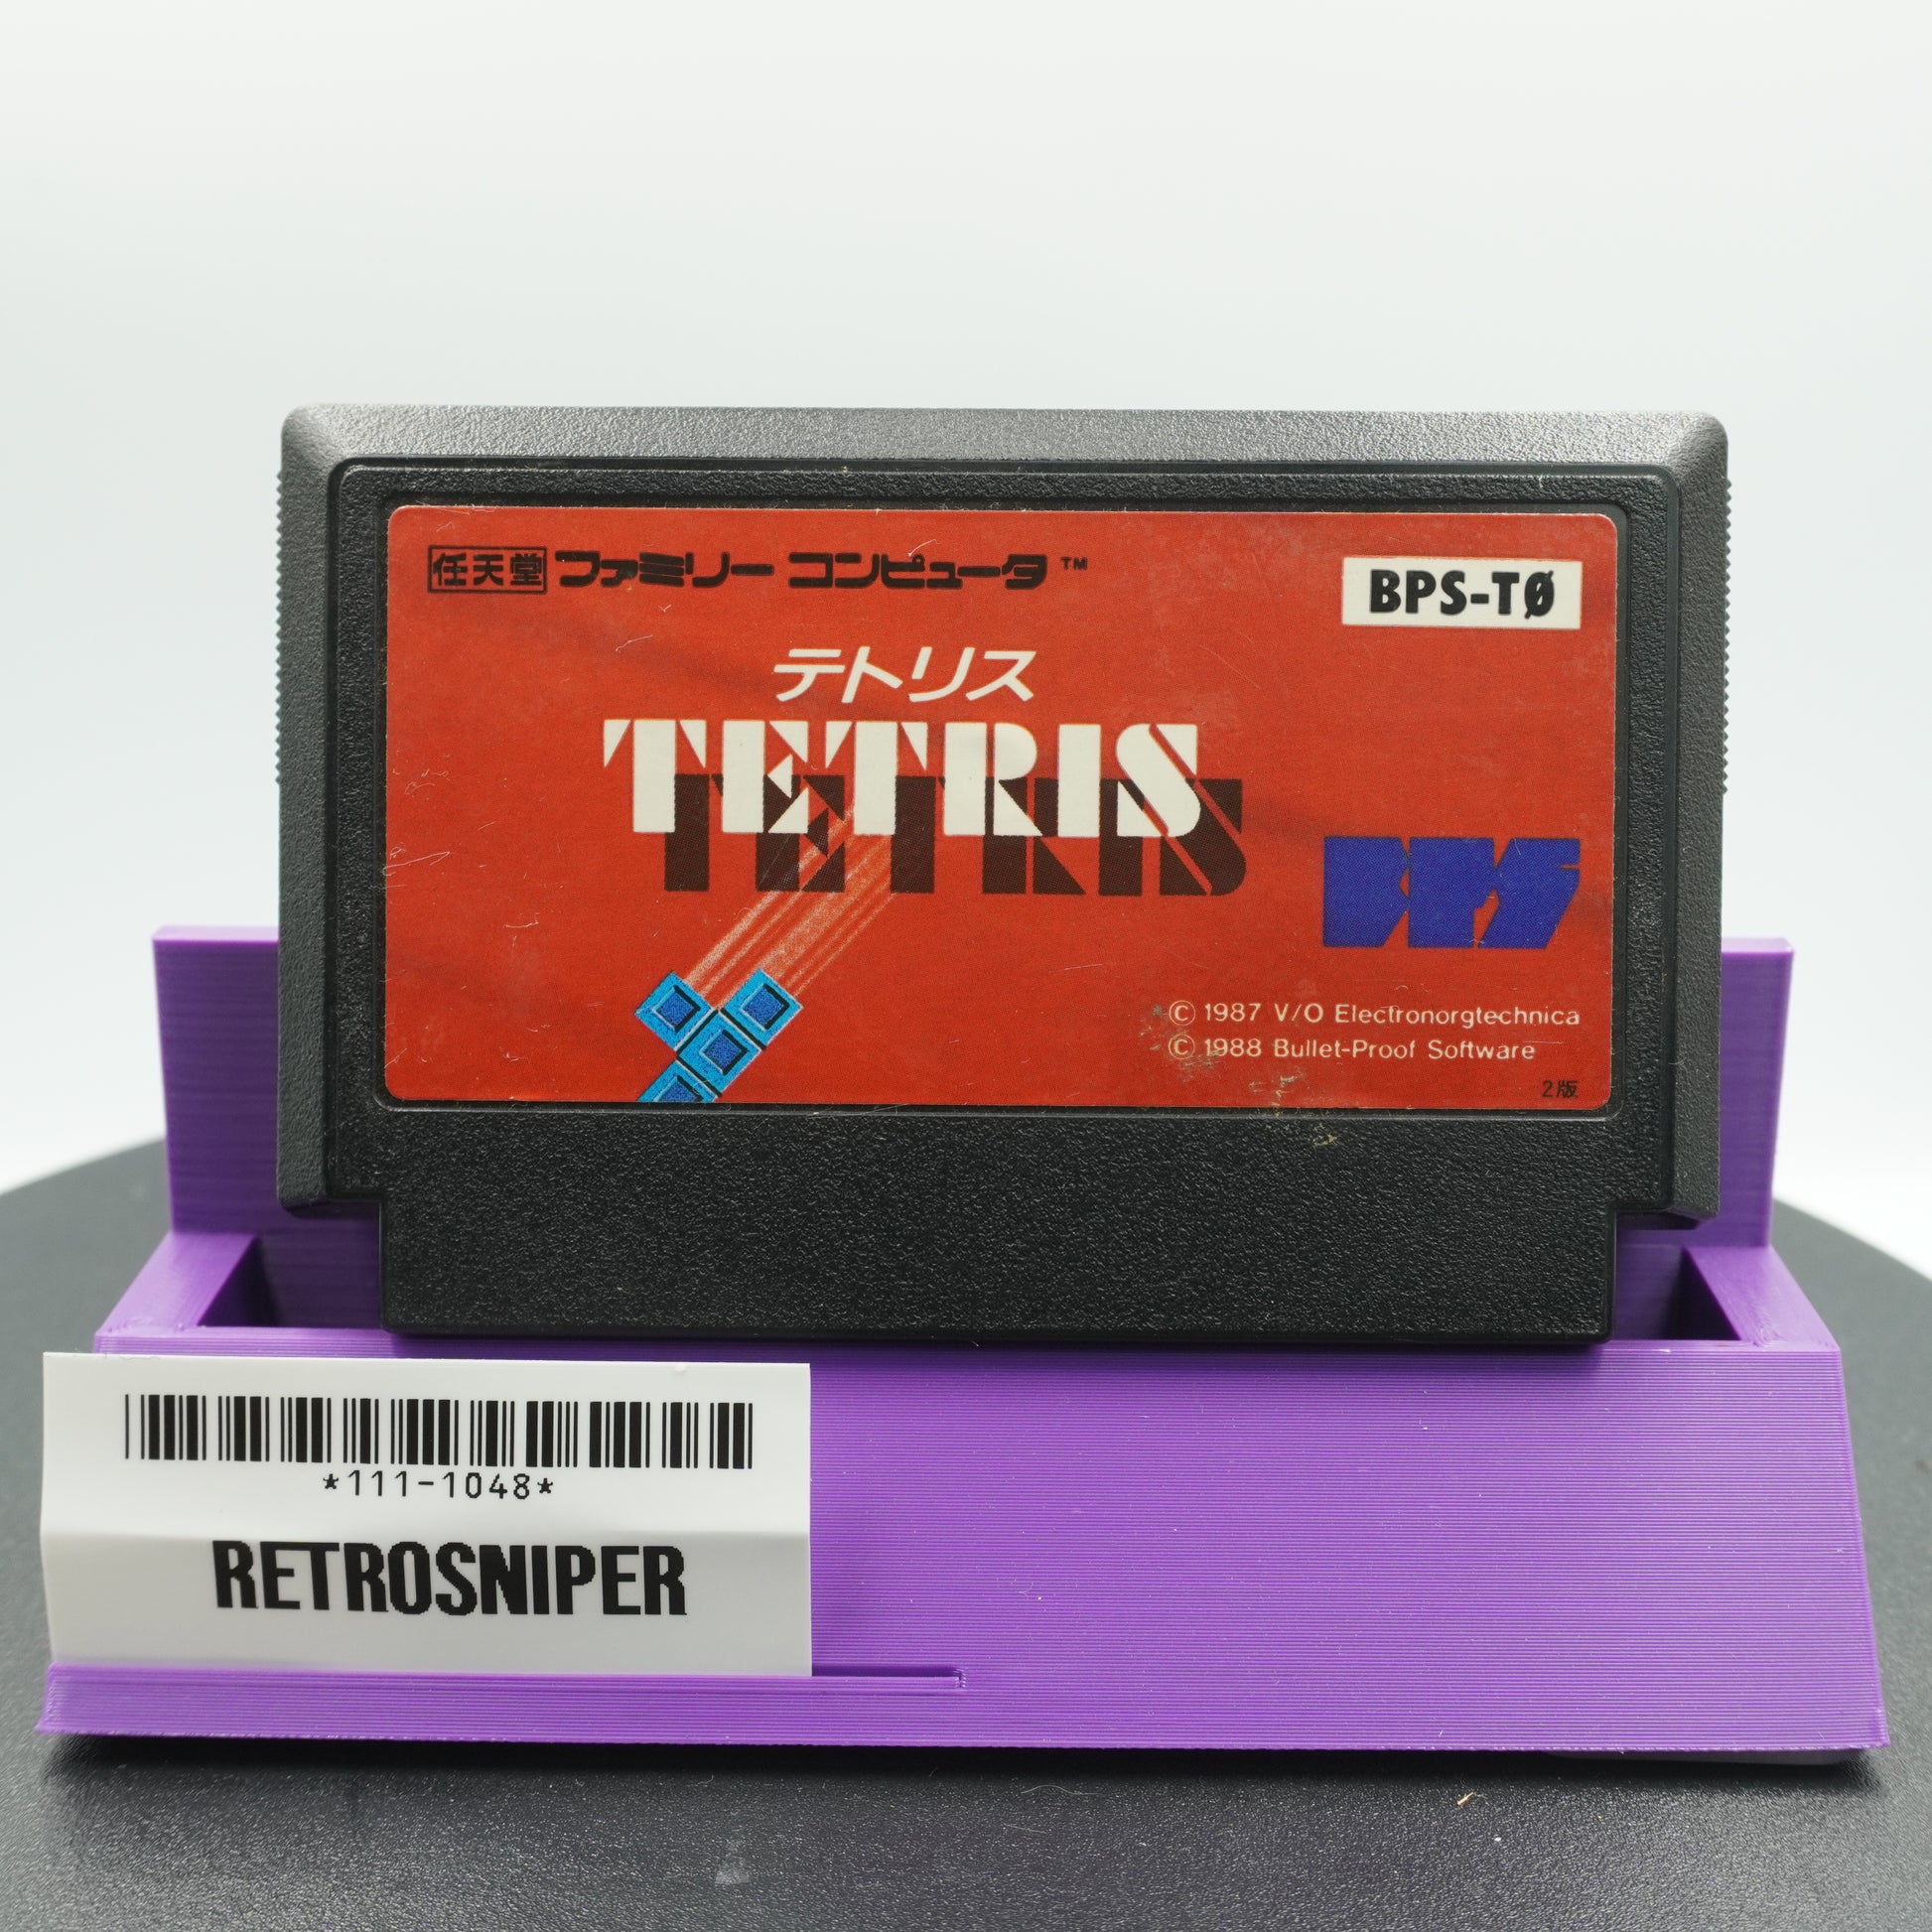 任天堂 ファミリー コンピュータ™
BPS-TØ
テトリス
TETRIS
BPS
© 1987 V/O Electronorgtechnica
© 1988 Bullet-Proof Software
2版
*111-1048*
RETROSNIPER